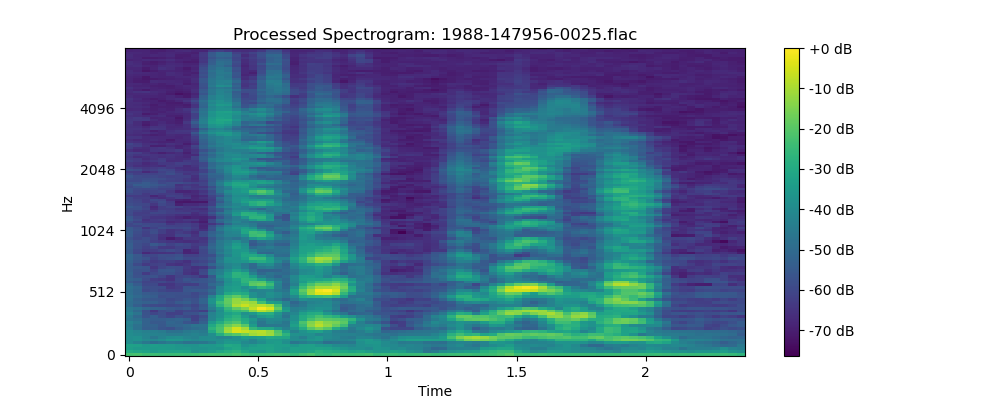 Processed Spectrogram: 1988-147956-0025.flac
Hz
4096
2048
1024
512
0
0
0.5
1
1.5
2
Time
+0 dB
-10 dB
-20 dB
-30 dB
-40 dB
-50 dB
-60 dB
-70 dB